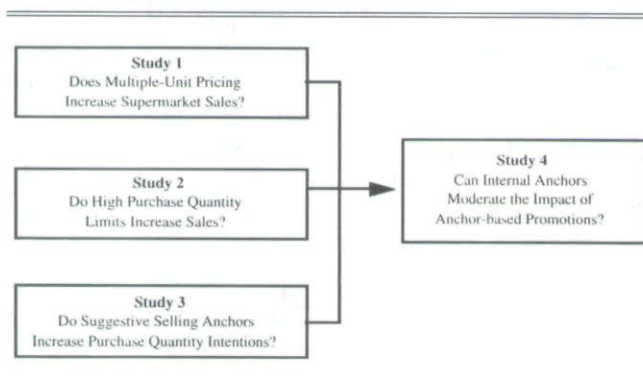 Study 1
Does Multiple-Unit Pricing
Increase Supermarket Sales?
Study 2
Do High Purchase Quantity
Limits Increase Sales?
Study 3
Do Suggestive Selling Anchors
Increase Purchase Quantity Intentions?
Study 4
Can Internal Anchors
Moderate the Impact of
Anchor-based Promotions?